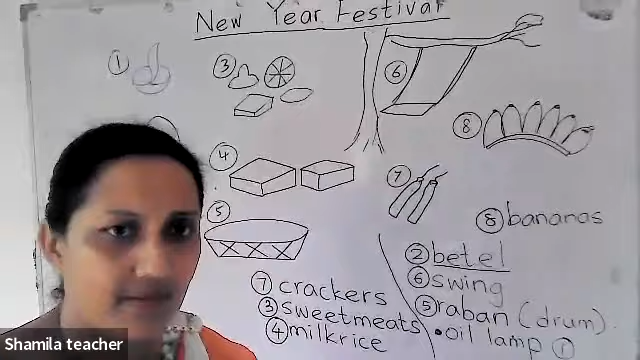 New Year Festival
①
③
⑥
⑧
④
⑦
⑤
⑧ bananas
② betel
⑥ swing
⑤ raban (drum).
• oil lamp ①
⑦ crackers
③ sweetmeats
④ milkrice
Shamila teacher